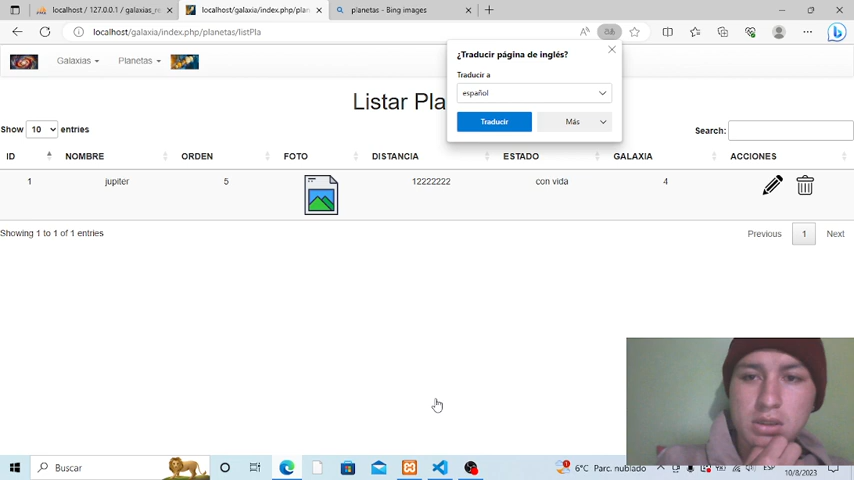 localhost / 127.0.0.1 / galaxias_re
localhost/galaxia/index.php/plan
planetas - Bing images
localhost/galaxia/index.php/planetas/listPla
Galaxias
Planetas
¿Traducir página de inglés?
Traducir a
español
Traducir
Más
Listar Pla
Show 10 entries
Search:
ID NOMBRE ORDEN FOTO DISTANCIA ESTADO GALAXIA ACCIONES
1 jupiter 5 12222222 con vida 4
Showing 1 to 1 of 1 entries
Previous 1 Next
Buscar
6°C Parc. nublado
ESP
10/8/2023